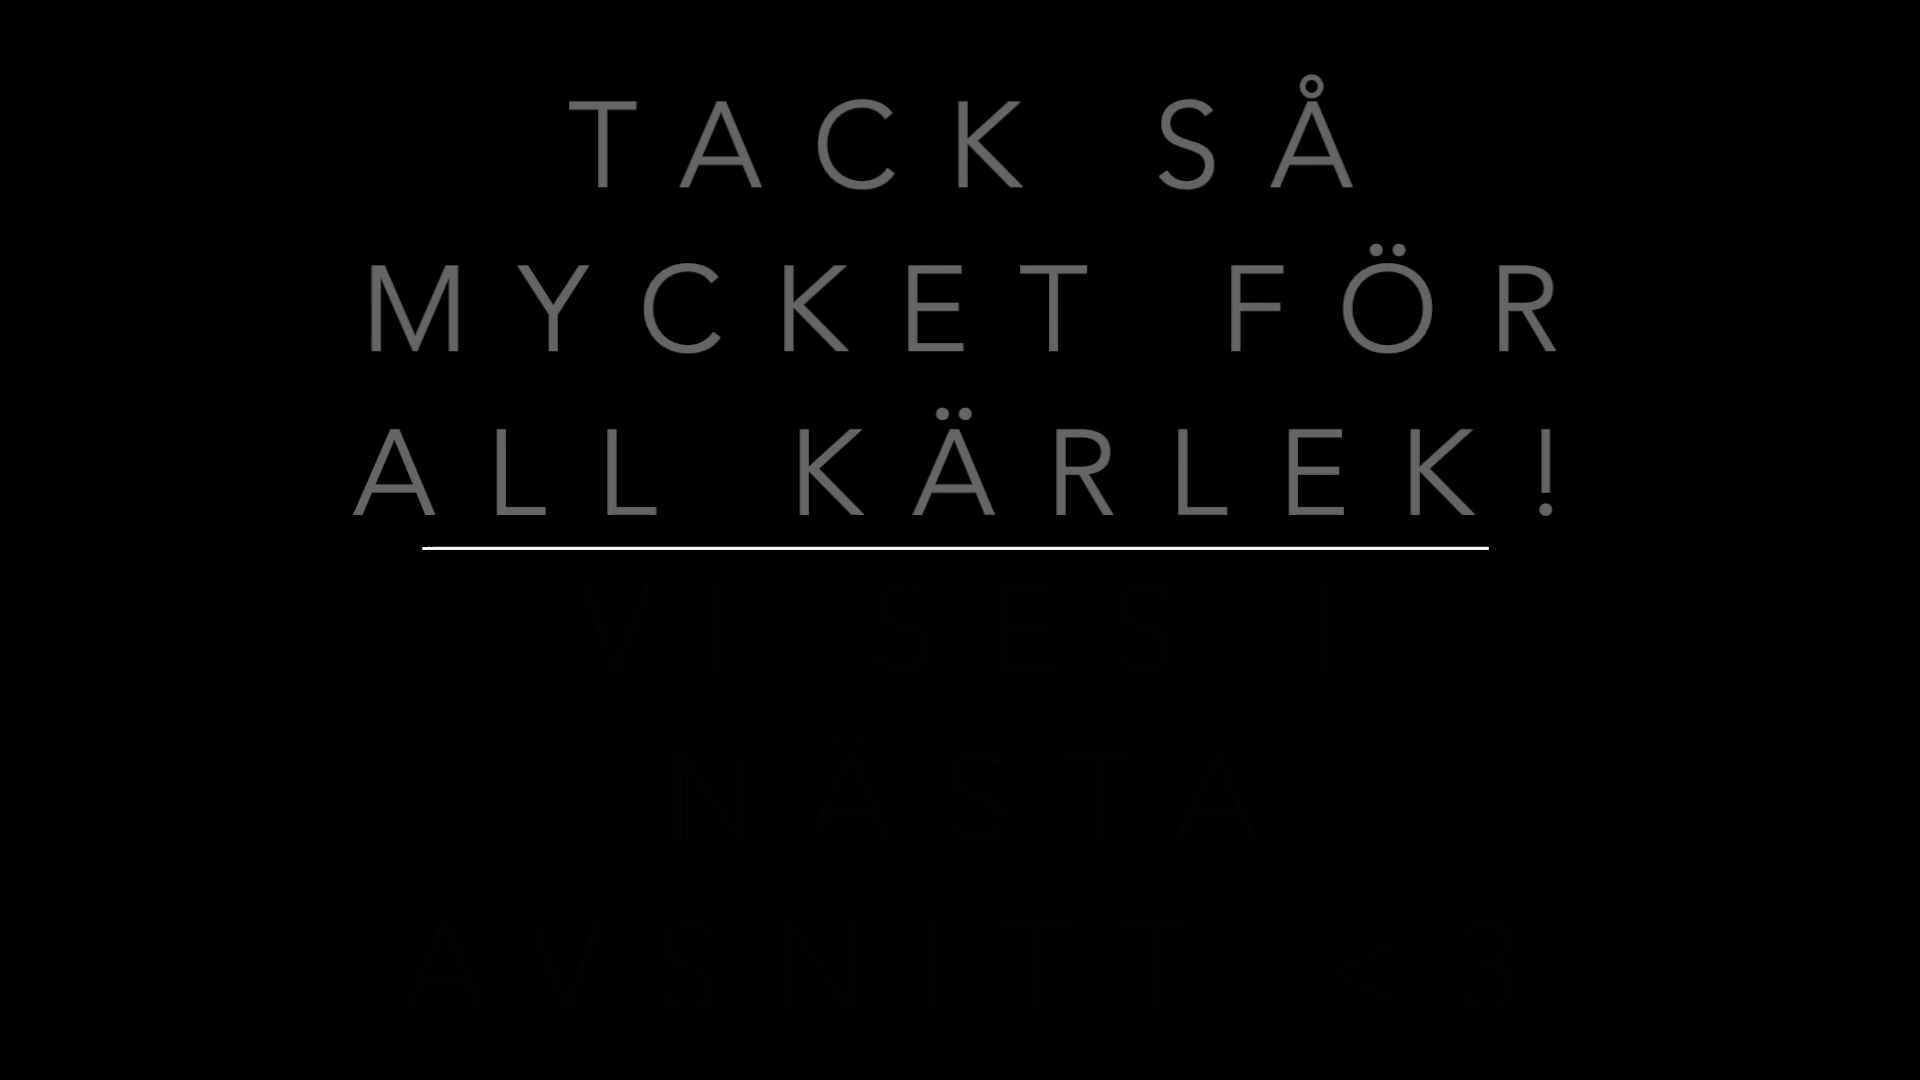 TACK SÅ
MYCKET FÖR
ALL KÄRLEK!
VI SES I
NÄSTA
AVSNITT <3